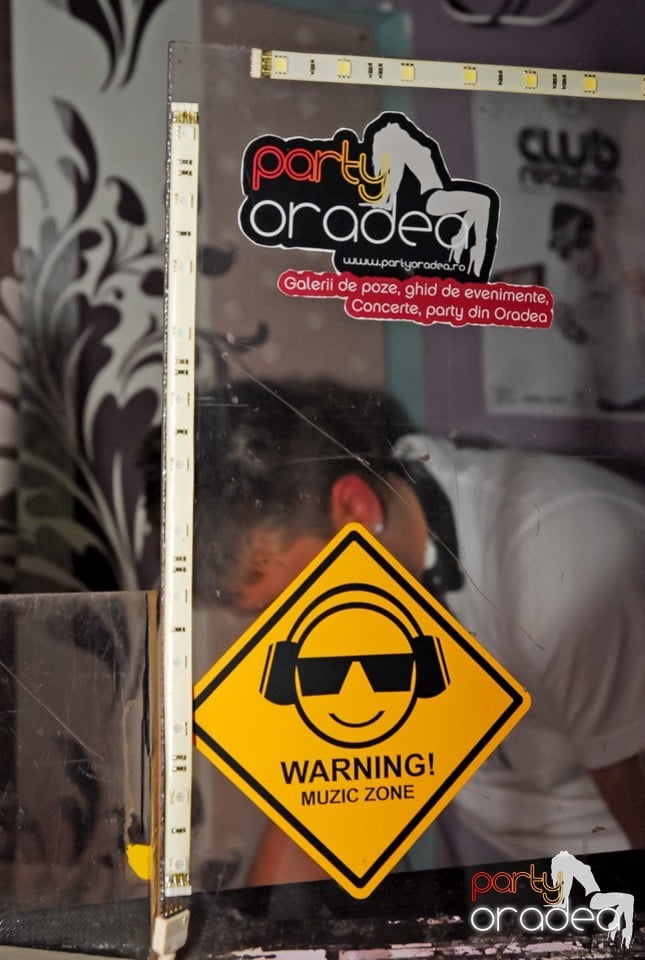 party
oradea
www.partyoradea.ro
Galerii de poze, ghid de evenimente,
Concerte, party din Oradea
CLUB
WARNING!
MUZIC ZONE
party
oradea